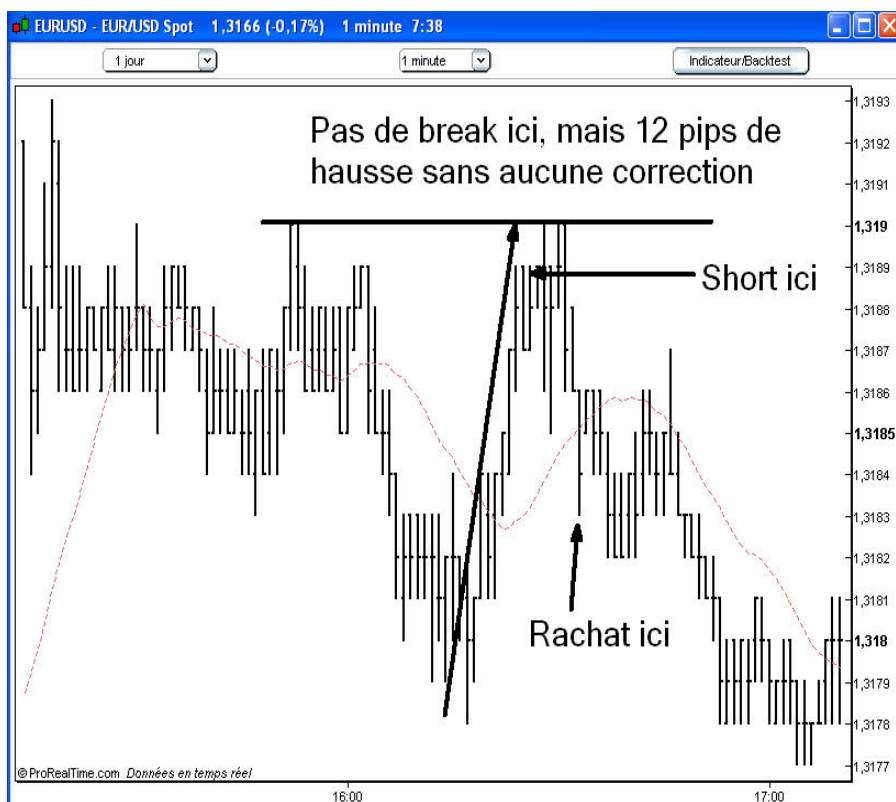 EURUSD - EUR/USD Spot 1,3166 (-0,17%) 1 minute 7:38
1 jour
1 minute
Indicateur/Backtest
Pas de break ici, mais 12 pips de
hausse sans aucune correction
Short ici
Rachat ici
1,3193
1,3192
1,3191
1,319
1,3189
1,3188
1,3187
1,3186
1,3185
1,3184
1,3183
1,3182
1,3181
1,318
1,3179
1,3178
1,3177
© ProRealTime.com Données en temps réel
16:00
17:00